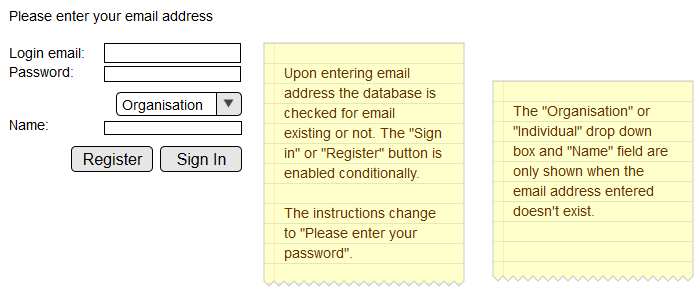 Please enter your email address
Login email:
Password:
Organisation
Name:
Register
Sign In
Upon entering email
address the database is
checked for email
existing or not. The "Sign
in" or "Register" button is
enabled conditionally.
The instructions change
to "Please enter your
password".
The "Organisation" or
"Individual" drop down
box and "Name" field are
only shown when the
email address entered
doesn't exist.